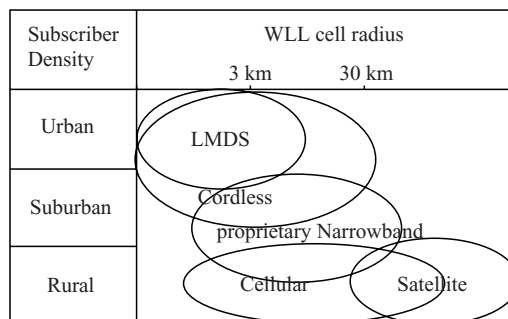 Subscriber
Density
WLL cell radius
3 km
30 km
Urban
LMDS
Cordless
Suburban
proprietary Narrowband
Rural
Cellular
Satellite